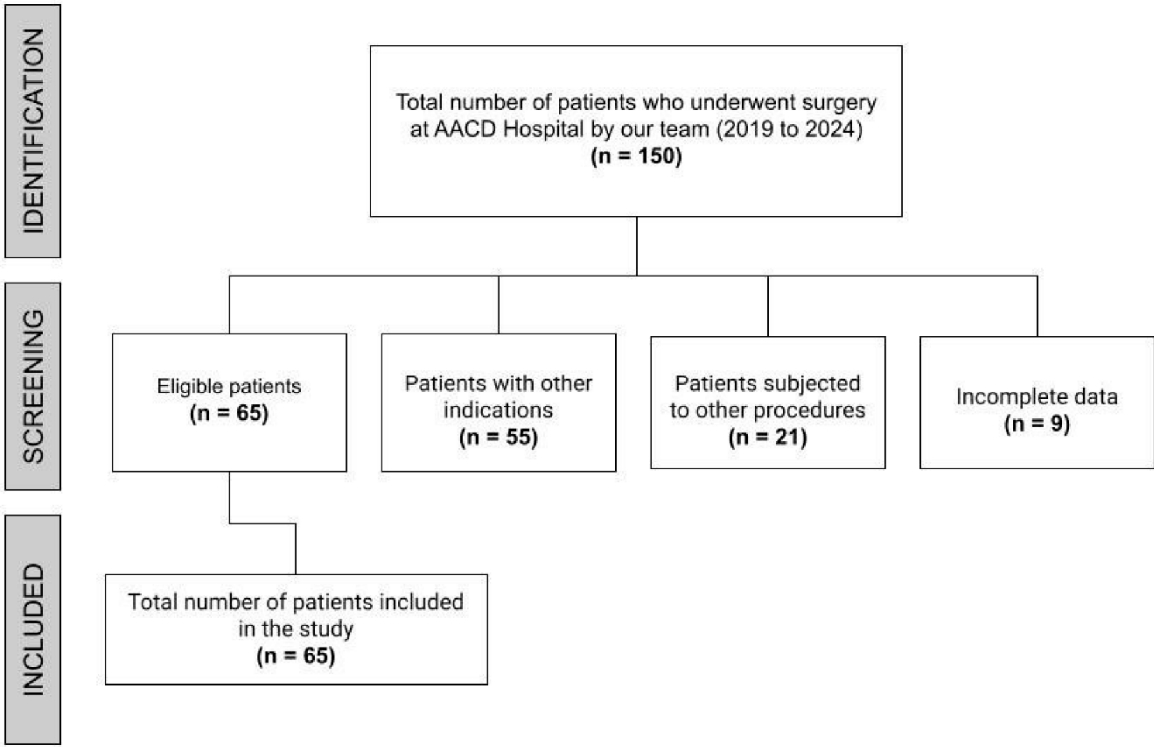 IDENTIFICATION
Total number of patients who underwent surgery
at AACD Hospital by our team (2019 to 2024)
(n = 150)
SCREENING
Eligible patients
(n = 65)
Patients with other
indications
(n = 55)
Patients subjected
to other procedures
(n = 21)
Incomplete data
(n = 9)
INCLUDED
Total number of patients included
in the study
(n = 65)